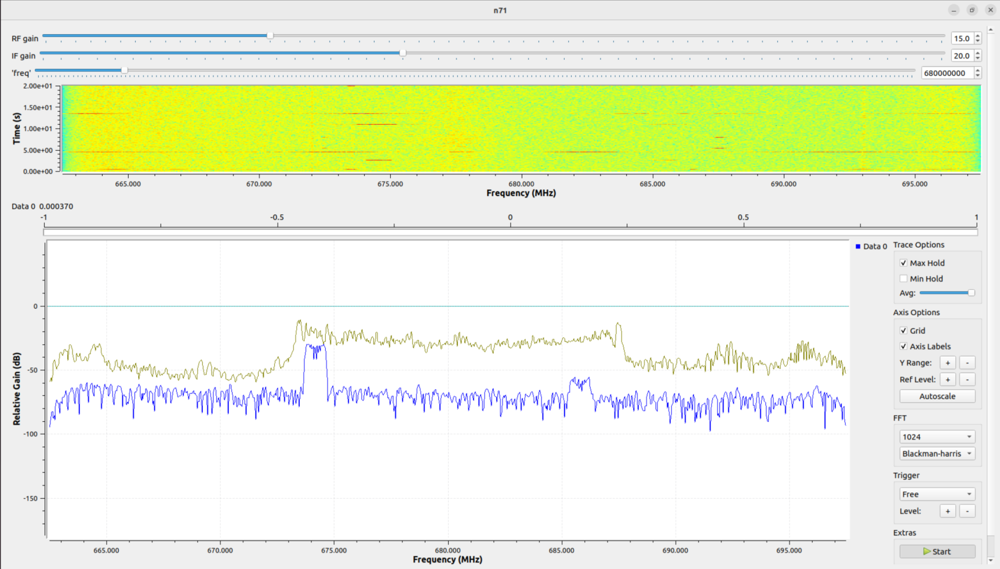 n71
RF gain 15.0
IF gain 20.0
'freq' 680000000
2.00e+01
1.50e+01
1.00e+01
5.00e+00
0.00e+00
Time (s)
665.000 670.000 675.000 680.000 685.000 690.000 695.000
Frequency (MHz)
Data 0 0.000370
-1 -0.5 0 0.5 1
0
-50
-100
-150
Relative Gain (dB)
665.000 670.000 675.000 680.000 685.000 690.000 695.000
Frequency (MHz)
Data 0
Trace Options
Max Hold
Min Hold
Avg:
Axis Options
Grid
Axis Labels
Y Range: + -
Ref Level: + -
Autoscale
FFT
1024
Blackman-harris
Trigger
Free
Level: + -
Extras
Start